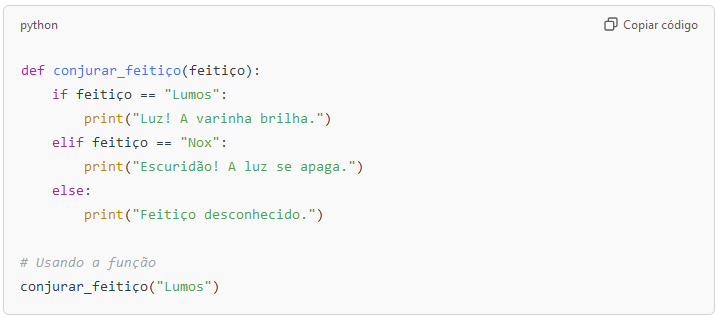 python
Copiar código
def conjurar_feitiço(feitiço):
    if feitiço == "Lumos":
        print("Luz! A varinha brilha.")
    elif feitiço == "Nox":
        print("Escuridão! A luz se apaga.")
    else:
        print("Feitiço desconhecido.")
# Usando a função
conjurar_feitiço("Lumos")